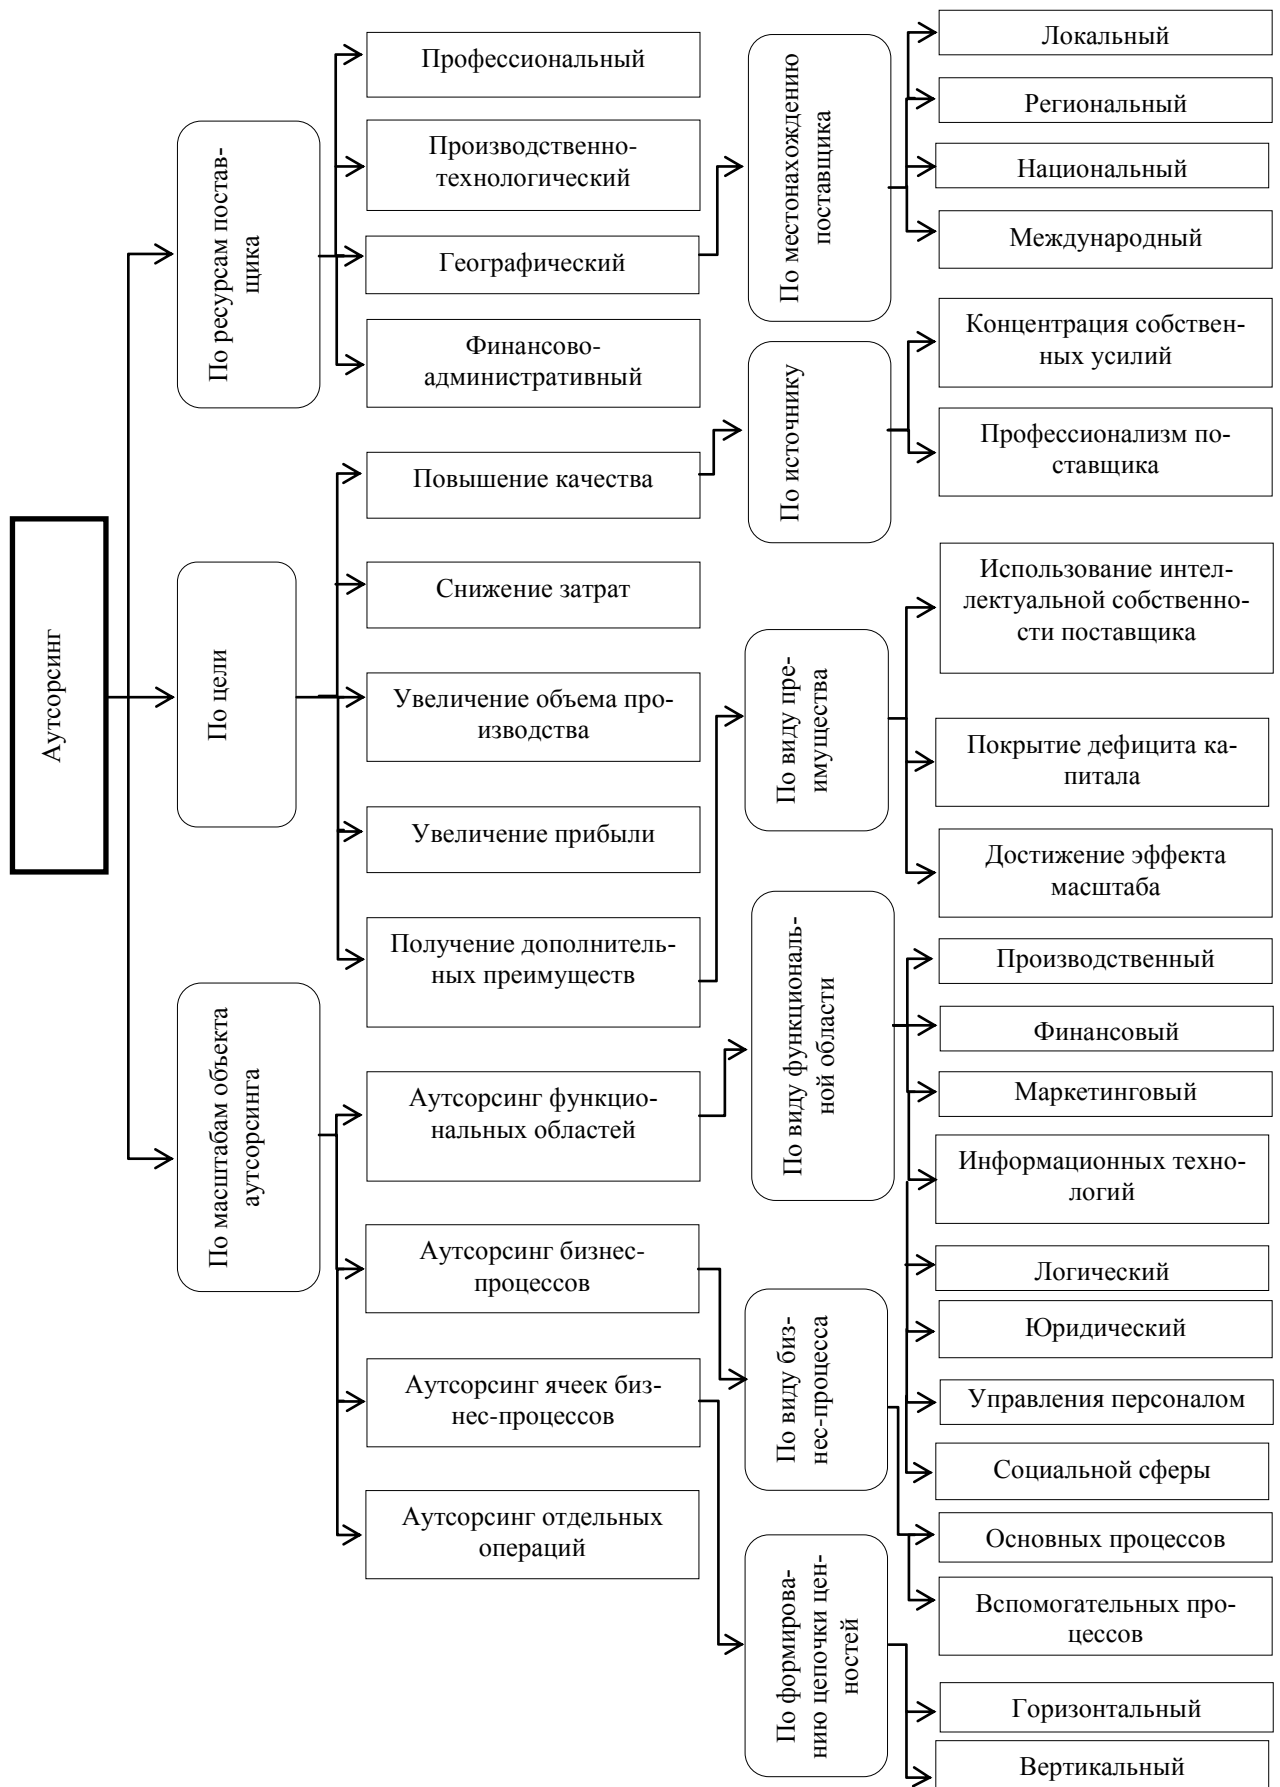 Аутсорсинг
По ресурсам постав-
щика
По цели
По масштабам объекта
аутсорсинга
Профессиональный
Производственно-
технологический
Географический
Финансово-
административный
Повышение качества
Снижение затрат
Увеличение объема про-
изводства
Увеличение прибыли
Получение дополнитель-
ных преимуществ
Аутсорсинг функцио-
нальных областей
Аутсорсинг бизнес-
процессов
Аутсорсинг ячеек биз-
нес-процессов
Аутсорсинг отдельных
операций
По местонахождению
поставщика
По источнику
По виду пре-
имущества
По виду функциональ-
ной области
По виду биз-
нес-процесса
По формирова-
нию цепочки цен-
ностей
Локальный
Региональный
Национальный
Международный
Концентрация собствен-
ных усилий
Профессионализм по-
ставщика
Использование интел-
лектуальной собственно-
сти поставщика
Покрытие дефицита ка-
питала
Достижение эффекта
масштаба
Производственный
Финансовый
Маркетинговый
Информационных техно-
логий
Логический
Юридический
Управления персоналом
Социальной сферы
Основных процессов
Вспомогательных про-
цессов
Горизонтальный
Вертикальный